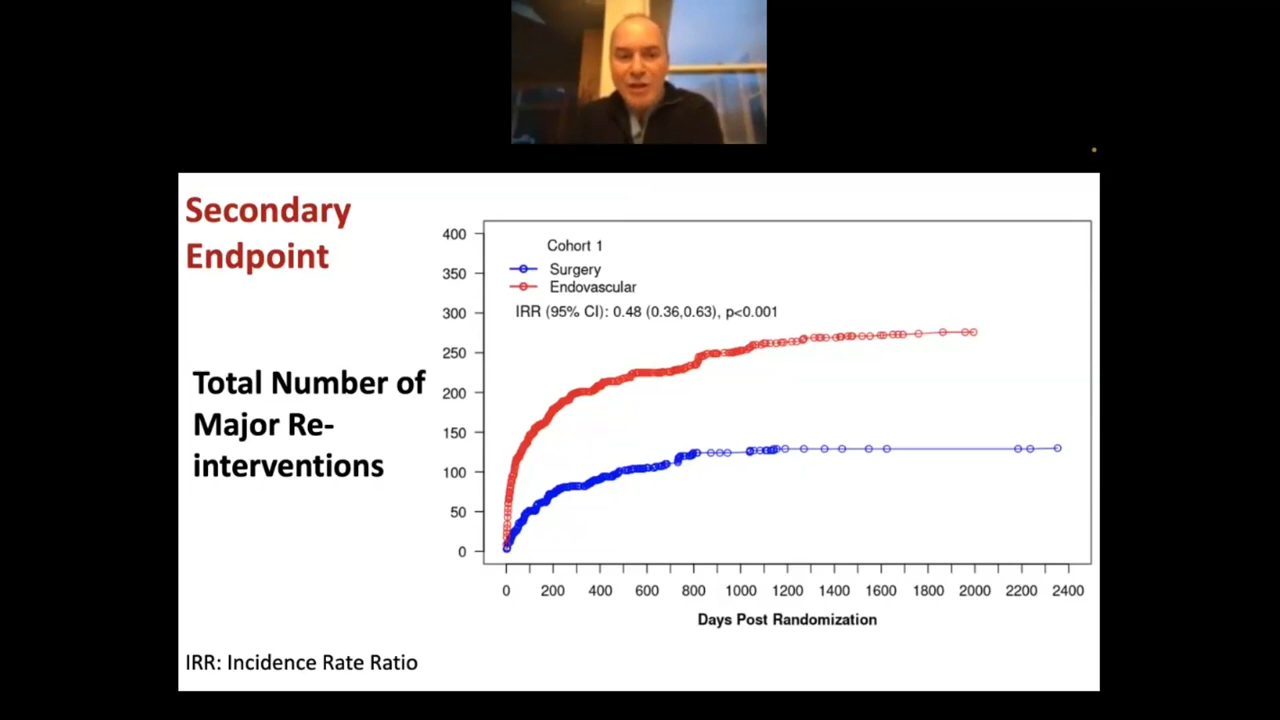 Secondary
Endpoint
Total Number of
Major Re-
interventions
400
350
300
250
200
150
100
50
0
Cohort 1
Surgery
Endovascular
IRR (95% CI): 0.48 (0.36,0.63), p<0.001
0 200 400 600 800 1000 1200 1400 1600 1800 2000 2200 2400
Days Post Randomization
IRR: Incidence Rate Ratio